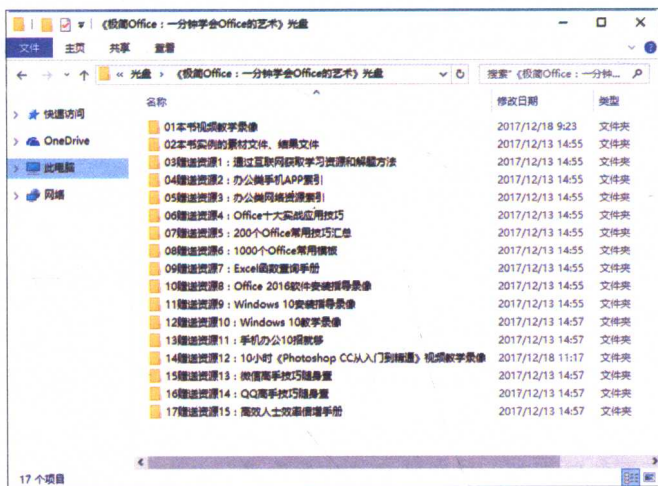 《极简Office：一分钟学会Office的艺术》光盘
文件 主页 共享 查看
« 光盘 › 《极简Office：一分钟学会Office的艺术》光盘 搜索"《极简Office：一分钟...
名称 修改日期 类型
快速访问
OneDrive
此电脑
网络
01本书视频教学录像 2017/12/18 9:23 文件夹
02本书实例的素材文件、结果文件 2017/12/13 14:55 文件夹
03赠送资源1：通过互联网获取学习资源和解题方法 2017/12/13 14:55 文件夹
04赠送资源2：办公类手机APP索引 2017/12/13 14:55 文件夹
05赠送资源3：办公类网络资源索引 2017/12/13 14:55 文件夹
06赠送资源4：Office十大实战应用技巧 2017/12/13 14:55 文件夹
07赠送资源5：200个Office常用技巧汇总 2017/12/13 14:55 文件夹
08赠送资源6：1000个Office常用模板 2017/12/13 14:55 文件夹
09赠送资源7：Excel函数查询手册 2017/12/13 14:55 文件夹
10赠送资源8：Office 2016软件安装指导录像 2017/12/13 14:55 文件夹
11赠送资源9：Windows 10安装指导录像 2017/12/13 14:55 文件夹
12赠送资源10：Windows 10教学录像 2017/12/13 14:57 文件夹
13赠送资源11：手机办公10招就够 2017/12/13 14:57 文件夹
14赠送资源12：10小时《Photoshop CC从入门到精通》视频教学录像 2017/12/18 11:17 文件夹
15赠送资源13：微信高手技巧随身查 2017/12/13 14:57 文件夹
16赠送资源14：QQ高手技巧随身查 2017/12/13 14:57 文件夹
17赠送资源15：高效人士效率倍增手册 2017/12/13 14:57 文件夹
17 个项目